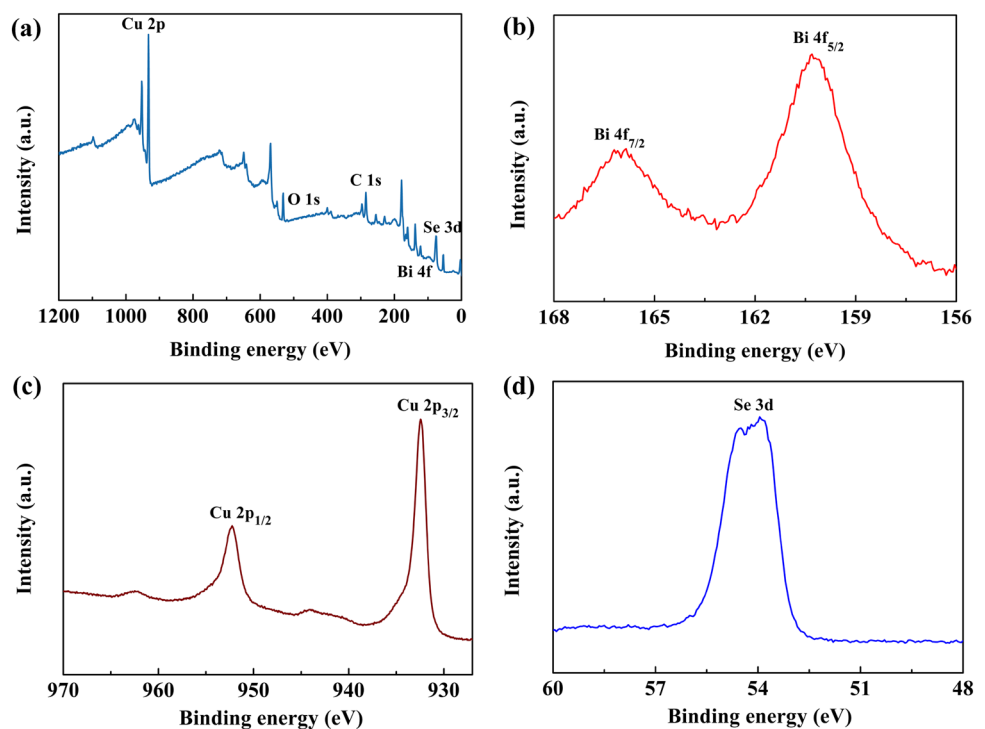 (a)
Cu 2p
O 1s
C 1s
Se 3d
Bi 4f
Intensity (a.u.)
1200 1000 800 600 400 200 0
Binding energy (eV)
(b)
Bi 4f5/2
Bi 4f7/2
Intensity (a.u.)
168 165 162 159 156
Binding energy (eV)
(c)
Cu 2p3/2
Cu 2p1/2
Intensity (a.u.)
970 960 950 940 930
Binding energy (eV)
(d)
Se 3d
Intensity (a.u.)
60 57 54 51 48
Binding energy (eV)